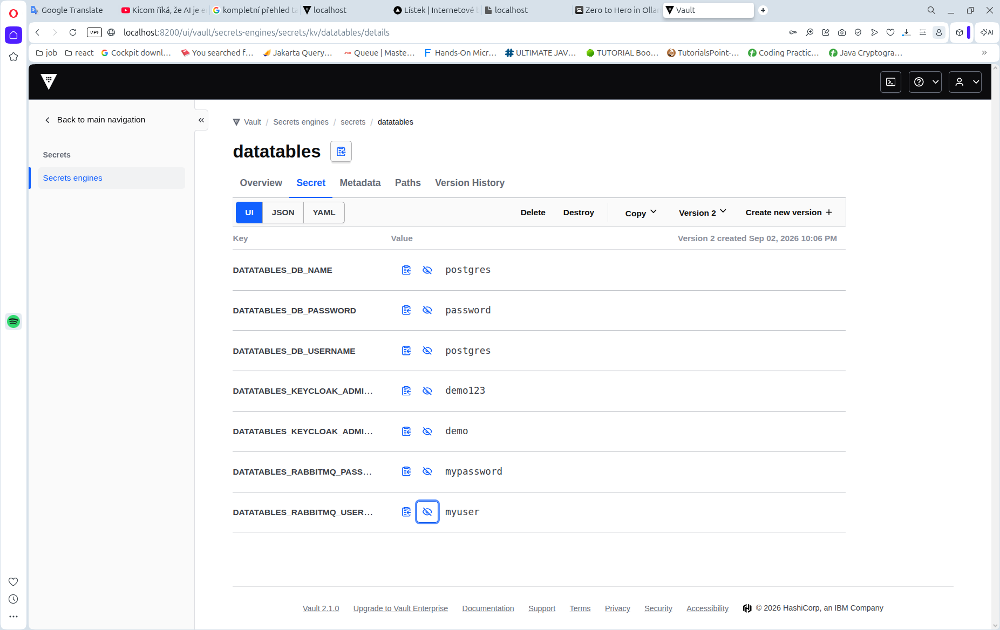 Google Translate
Kicom říká, že AI je e
kompletní přehled ta
localhost
Lístek | Internetové b
localhost
Zero to Hero in Ollar
Vault
VPN
localhost:8200/ui/vault/secrets-engines/secrets/kv/datatables/details
AI
job
react
Cockpit downl...
You searched f...
Jakarta Query...
Queue | Maste...
Hands-On Micr...
ULTIMATE JAV...
TUTORIAL Boo...
TutorialsPoint-...
Coding Practic...
Java Cryptogra...
Back to main navigation
Secrets
Secrets engines
Vault / Secrets engines / secrets / datatables
datatables
Overview Secret Metadata Paths Version History
UI JSON YAML Delete Destroy Copy Version 2 Create new version
Key Value Version 2 created Sep 02, 2026 10:06 PM
DATATABLES_DB_NAME postgres
DATATABLES_DB_PASSWORD password
DATATABLES_DB_USERNAME postgres
DATATABLES_KEYCLOAK_ADMI... demo123
DATATABLES_KEYCLOAK_ADMI... demo
DATATABLES_RABBITMQ_PASS... mypassword
DATATABLES_RABBITMQ_USER... myuser
Vault 2.1.0 Upgrade to Vault Enterprise Documentation Support Terms Privacy Security Accessibility © 2026 HashiCorp, an IBM Company